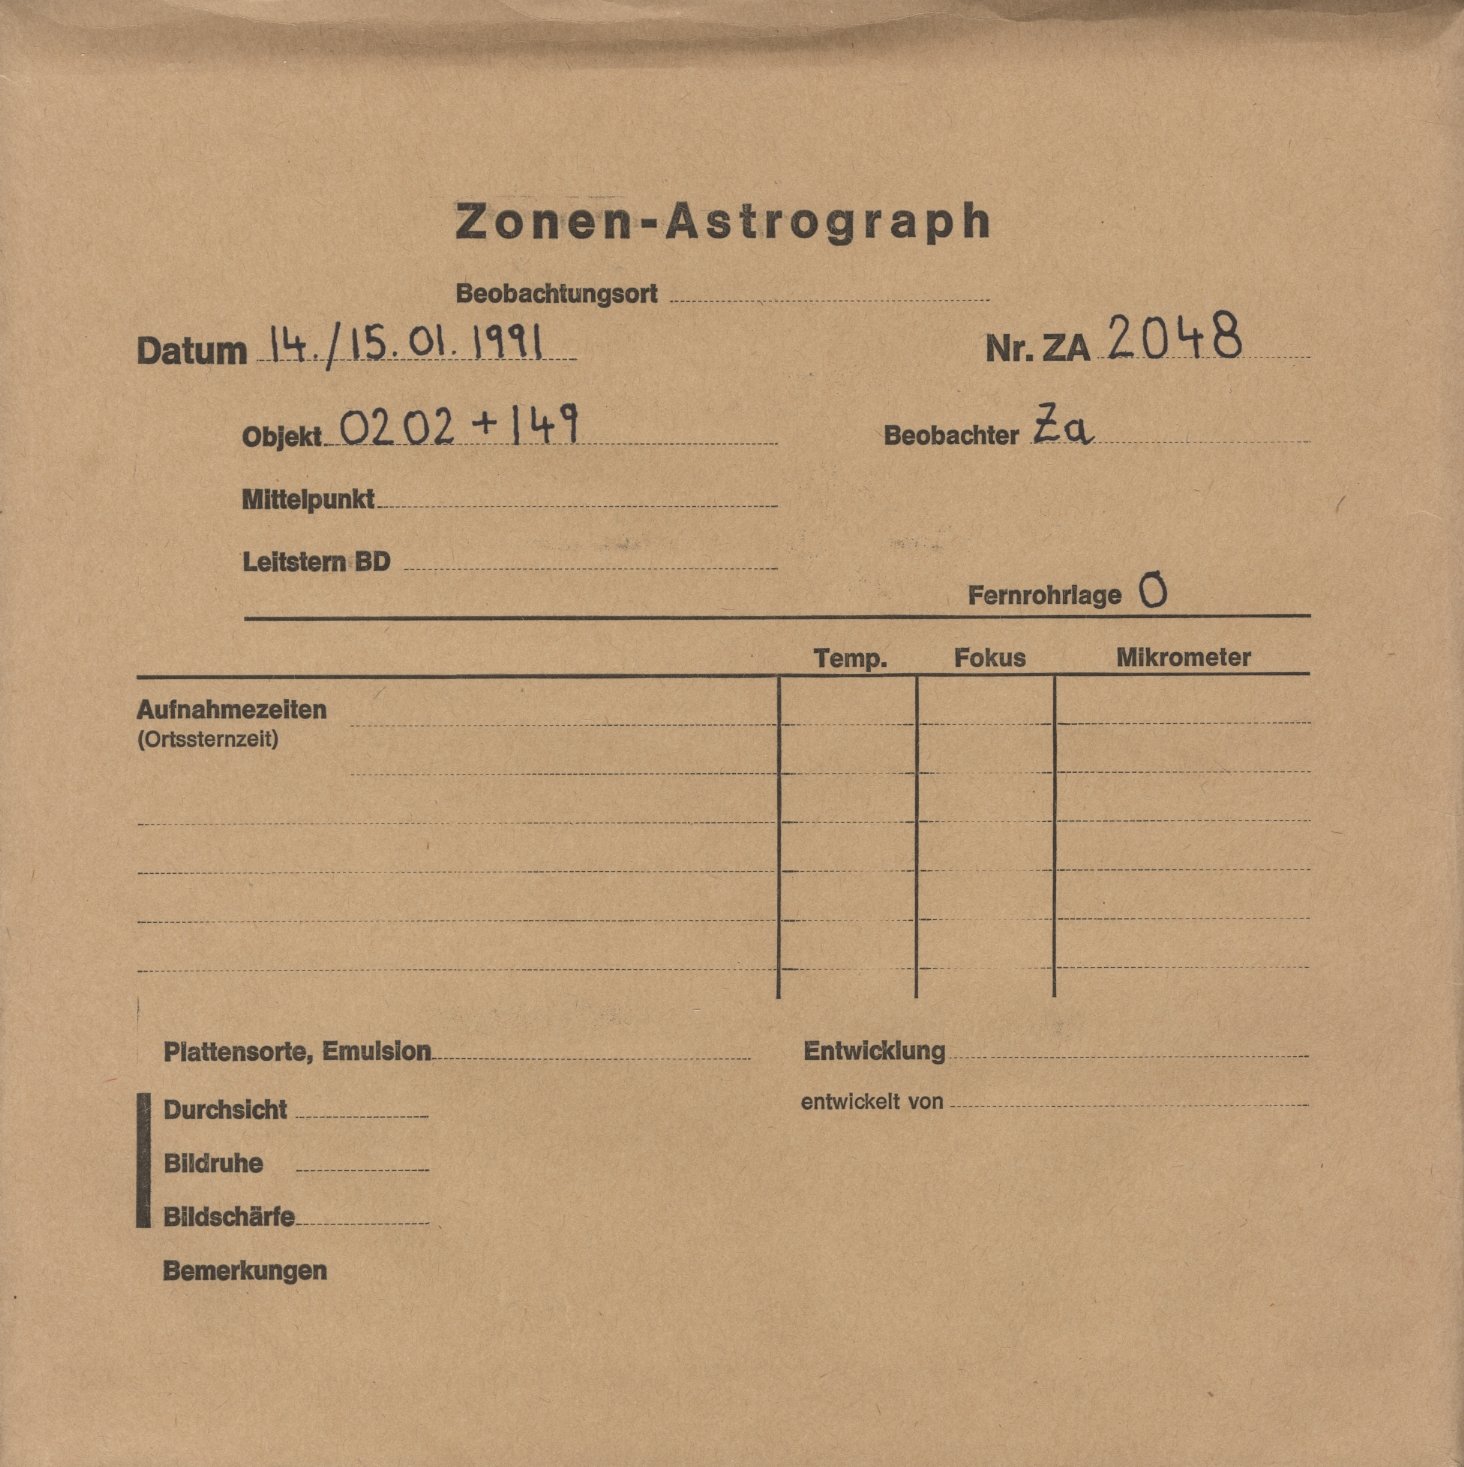 Zonen-Astrograph
Beobachtungsort
Datum 14./15.01.1991 Nr. ZA 2048
Objekt 0202+149 Beobachter Za
Mittelpunkt
Leitstern BD
Fernrohrlage O
Temp. Fokus Mikrometer
Aufnahmezeiten
(Ortssternzeit)
Plattensorte, Emulsion Entwicklung
Durchsicht entwickelt von
Bildruhe
Bildschärfe
Bemerkungen